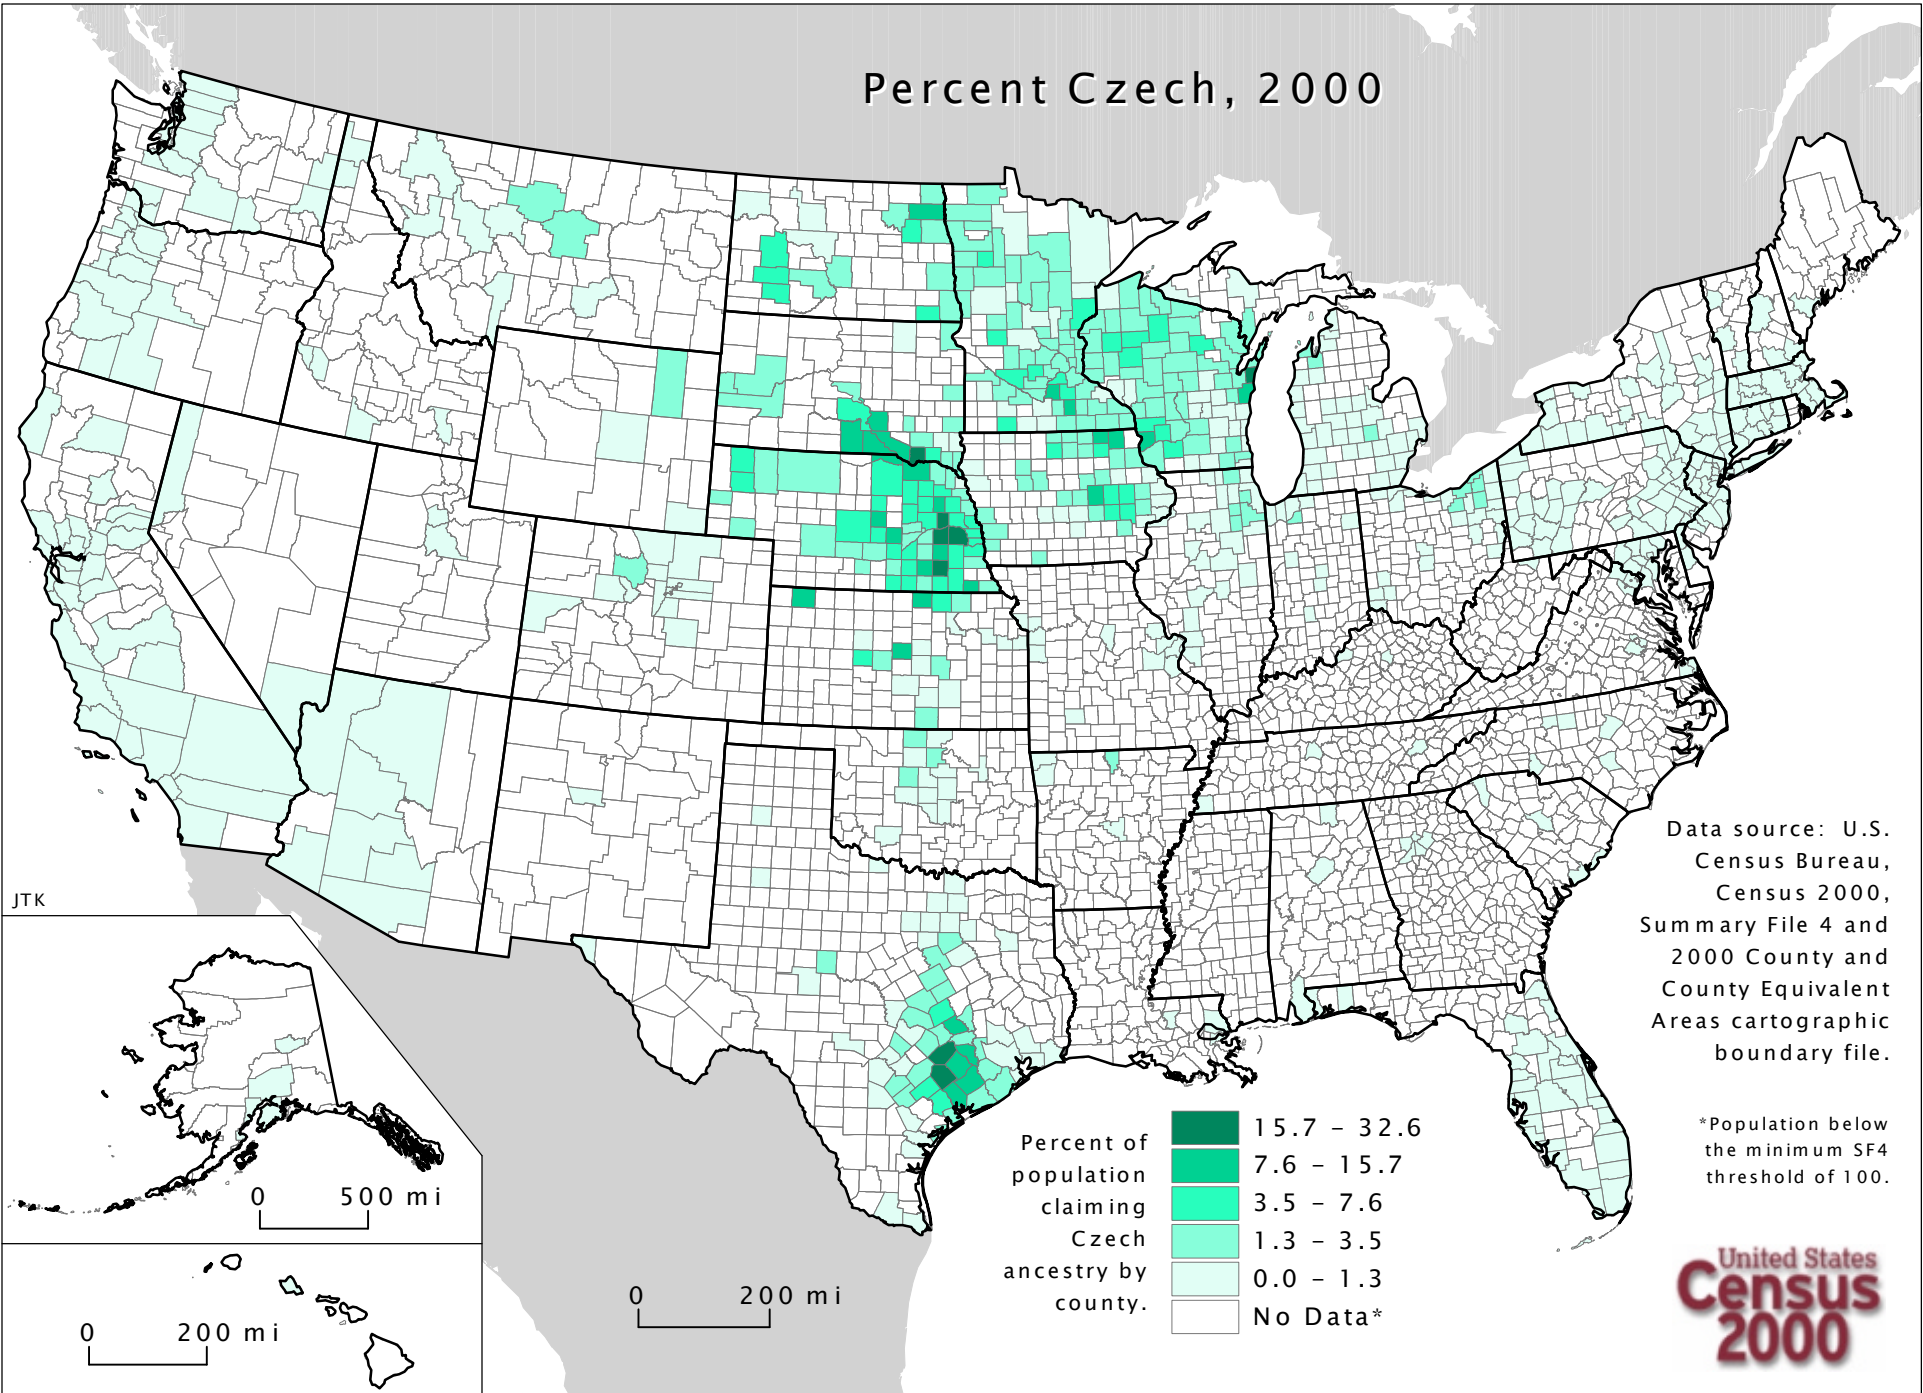 Percent Czech, 2000
Data source: U.S.
Census Bureau,
Census 2000,
Summary File 4 and
2000 County and
County Equivalent
Areas cartographic
boundary file.
*Population below
the minimum SF4
threshold of 100.
JTK
0 500 mi
0 200 mi
0 200 mi
Percent of
population
claiming
Czech
ancestry by
county.
15.7 – 32.6
7.6 – 15.7
3.5 – 7.6
1.3 – 3.5
0.0 – 1.3
No Data*
United States
Census
2000